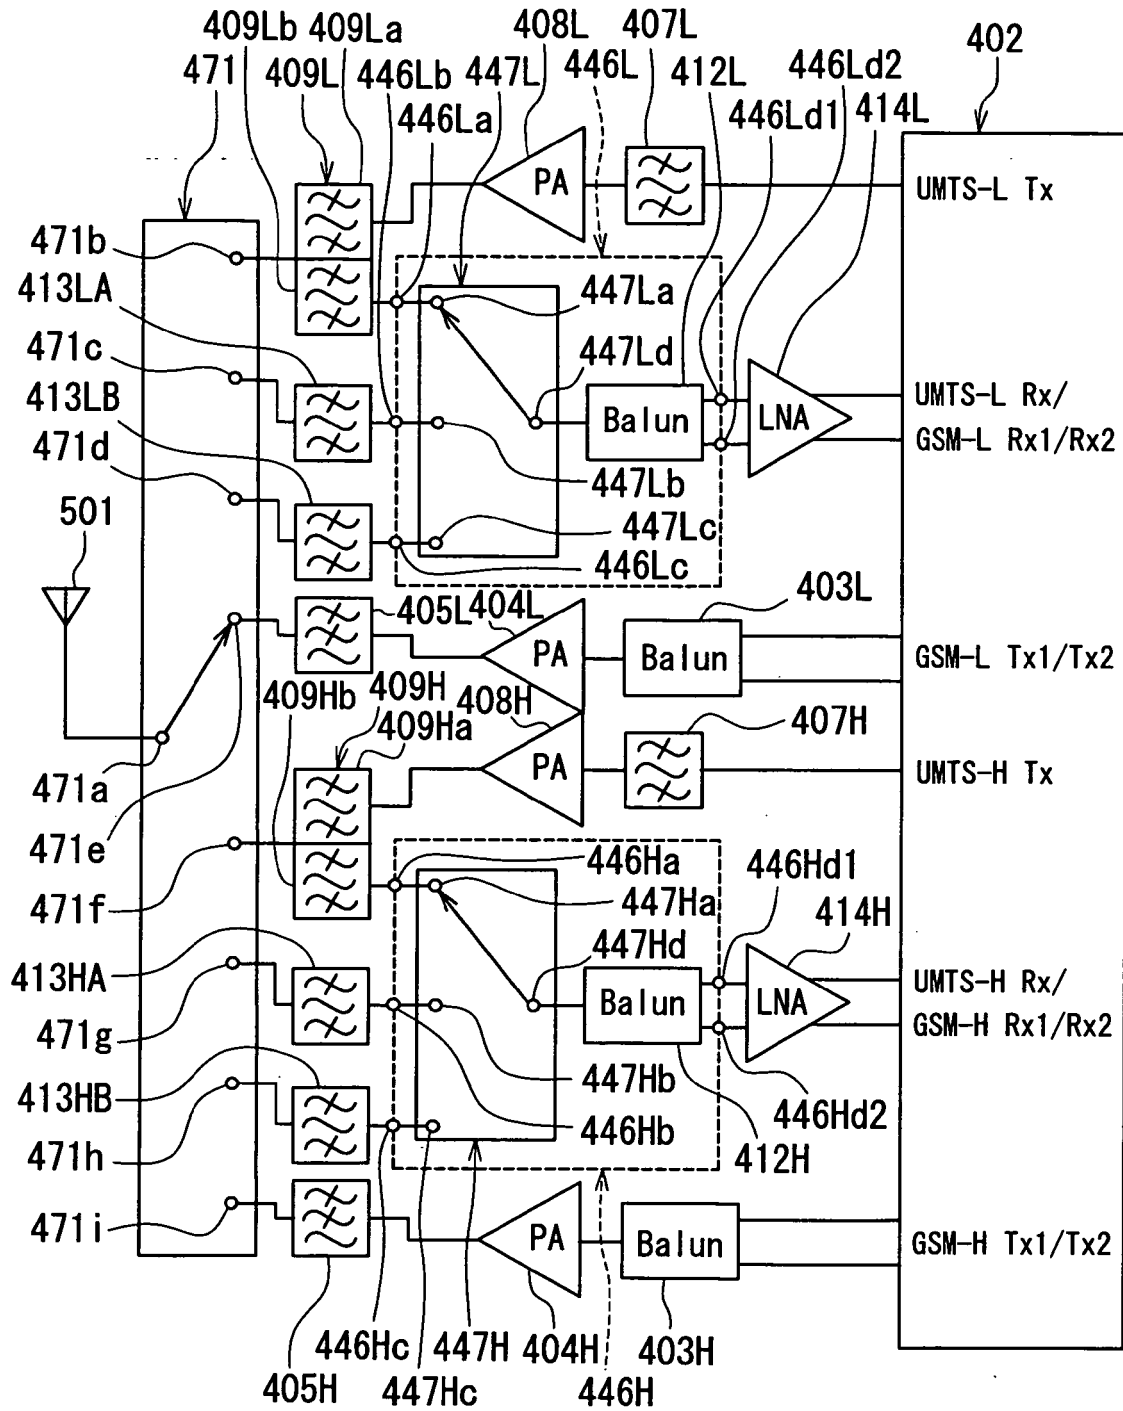 409Lb 409La 408L 407L 402
471 409L 446Lb 447L 446L 412L 446Ld2
446La 446Ld1 414L
PA
UMTS-L Tx
471b
413LA
447La
471c
447Ld
413LB
Balun
LNA
UMTS-L Rx/
GSM-L Rx1/Rx2
471d
447Lb
501
447Lc
446Lc
405L 404L 403L
PA
Balun
GSM-L Tx1/Tx2
409Hb 409H 408H
409Ha
407H
471a
PA
UMTS-H Tx
471e
446Ha 446Hd1
471f
447Ha
414H
413HA
447Hd
Balun
LNA
UMTS-H Rx/
GSM-H Rx1/Rx2
471g
447Hb
413HB
446Hb 446Hd2
471h
412H
471i
PA
Balun
GSM-H Tx1/Tx2
446Hc 447H 404H 403H
405H 447Hc 446H